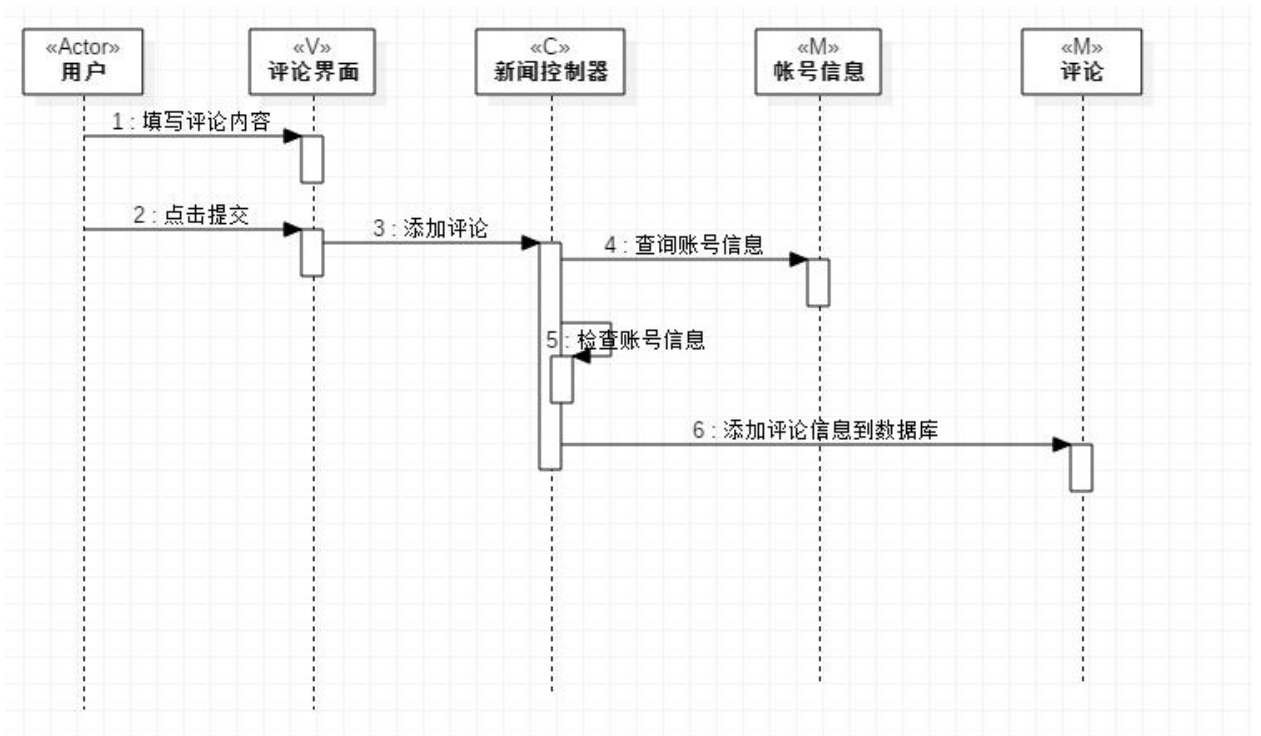 «Actor»
用户
«V»
评论界面
«C»
新闻控制器
«M»
帐号信息
«M»
评论
1 : 填写评论内容
2 : 点击提交
3 : 添加评论
4 : 查询账号信息
5 : 检查账号信息
6 : 添加评论信息到数据库